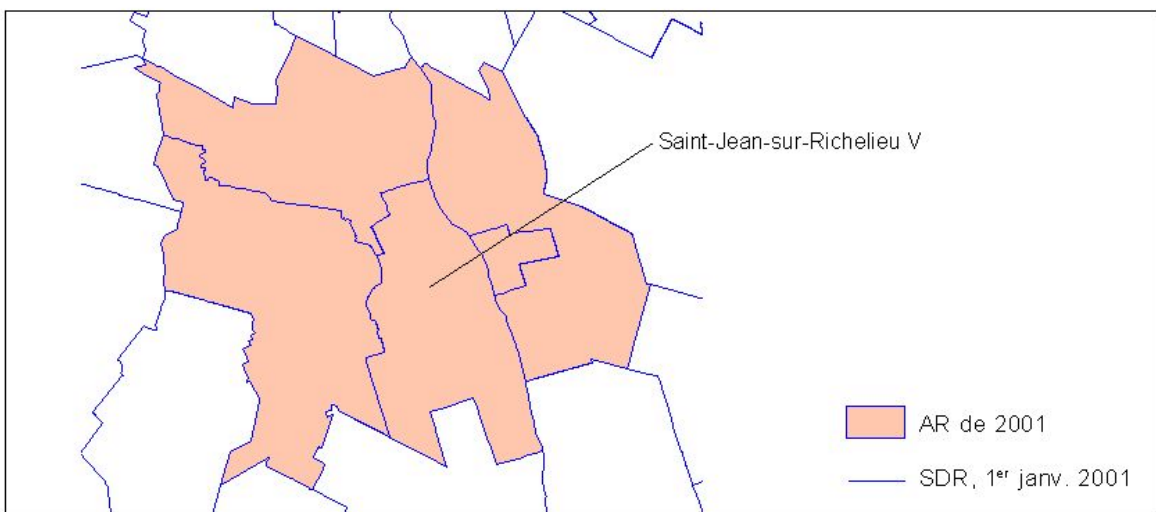 Saint-Jean-sur-Richelieu V
AR de 2001
SDR, 1er janv. 2001